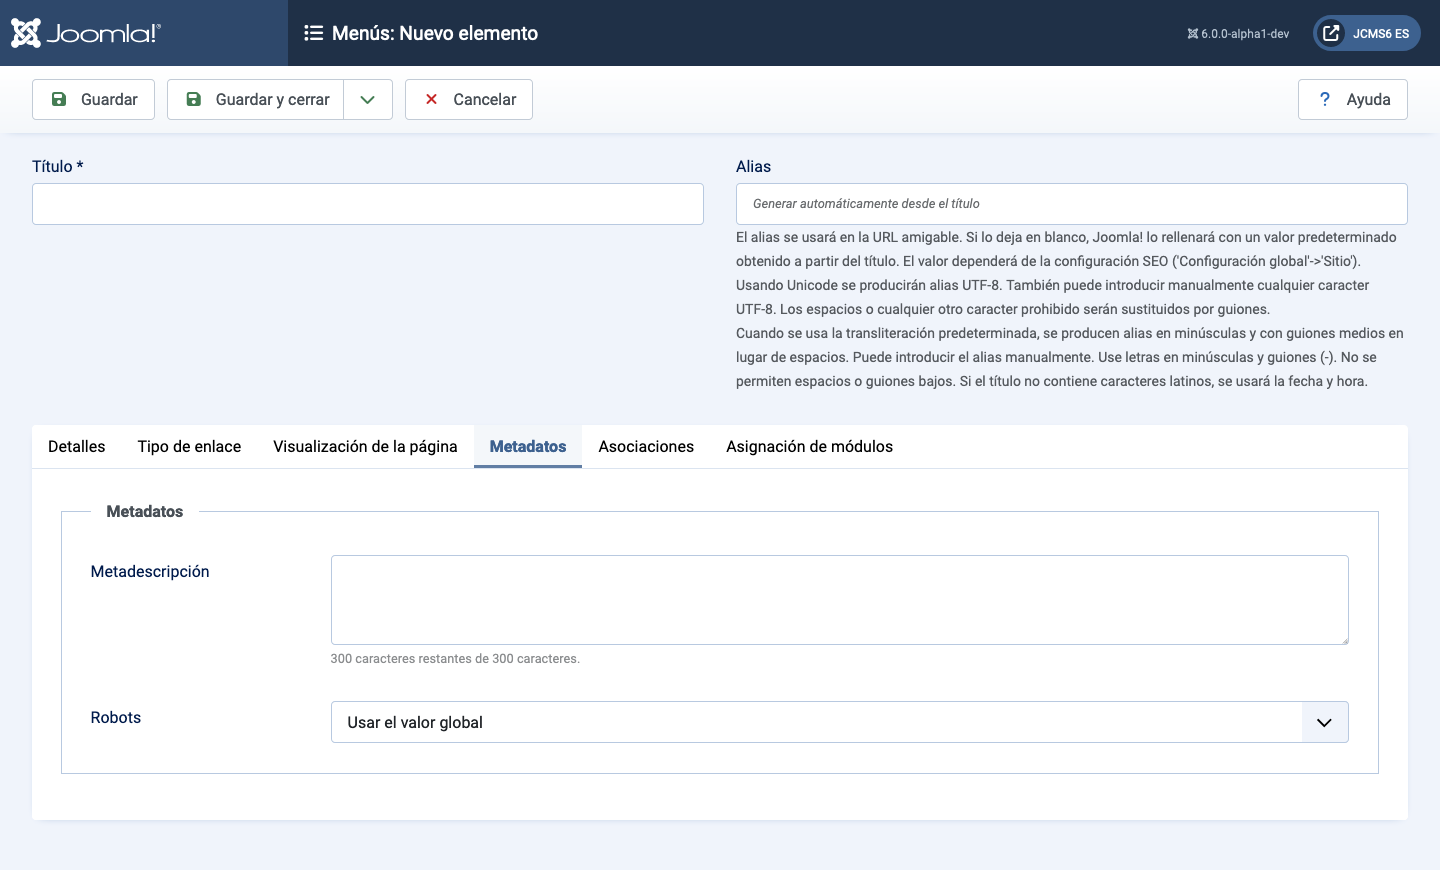 Joomla!®
Menús: Nuevo elemento
6.0.0-alpha1-dev
JCMS6 ES
Guardar
Guardar y cerrar
Cancelar
? Ayuda
Título *
Alias
Generar automáticamente desde el título
El alias se usará en la URL amigable. Si lo deja en blanco, Joomla! lo rellenará con un valor predeterminado
obtenido a partir del título. El valor dependerá de la configuración SEO ('Configuración global'->'Sitio').
Usando Unicode se producirán alias UTF-8. También puede introducir manualmente cualquier caracter
UTF-8. Los espacios o cualquier otro caracter prohibido serán sustituidos por guiones.
Cuando se usa la transliteración predeterminada, se producen alias en minúsculas y con guiones medios en
lugar de espacios. Puede introducir el alias manualmente. Use letras en minúsculas y guiones (-). No se
permiten espacios o guiones bajos. Si el título no contiene caracteres latinos, se usará la fecha y hora.
Detalles
Tipo de enlace
Visualización de la página
Metadatos
Asociaciones
Asignación de módulos
Metadatos
Metadescripción
300 caracteres restantes de 300 caracteres.
Robots
Usar el valor global